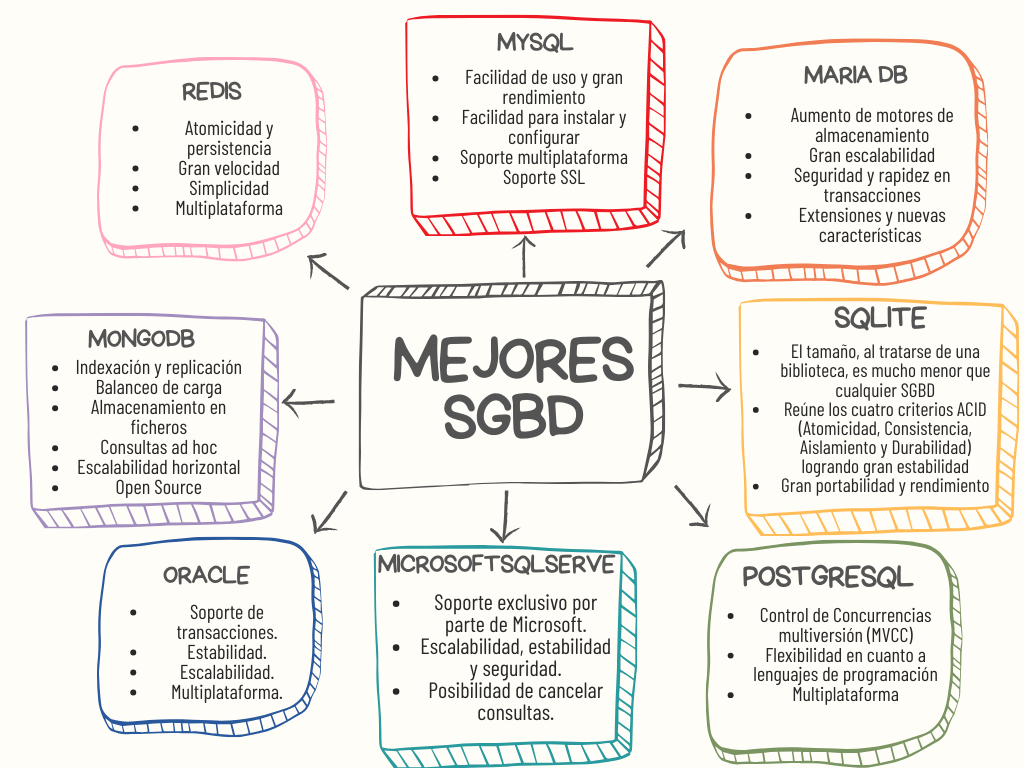 MYSQL
• Facilidad de uso y gran
rendimiento
• Facilidad para instalar y
configurar
• Soporte multiplataforma
• Soporte SSL
REDIS
• Atomicidad y
persistencia
• Gran velocidad
• Simplicidad
• Multiplataforma
MARIA DB
• Aumento de motores de
almacenamiento
• Gran escalabilidad
• Seguridad y rapidez en
transacciones
• Extensiones y nuevas
características
MEJORES
SGBD
MONGODB
• Indexación y replicación
• Balanceo de carga
• Almacenamiento en
ficheros
• Consultas ad hoc
• Escalabilidad horizontal
• Open Source
SQLITE
• El tamaño, al tratarse de una
biblioteca, es mucho menor que
cualquier SGBD
• Reúne los cuatro criterios ACID
(Atomicidad, Consistencia,
Aislamiento y Durabilidad)
logrando gran estabilidad
• Gran portabilidad y rendimiento
ORACLE
• Soporte de
transacciones.
• Estabilidad.
• Escalabilidad.
• Multiplataforma.
MICROSOFTSQLSERVE
• Soporte exclusivo por
parte de Microsoft.
• Escalabilidad, estabilidad
y seguridad.
• Posibilidad de cancelar
consultas.
POSTGRESQL
• Control de Concurrencias
multiversión (MVCC)
• Flexibilidad en cuanto a
lenguajes de programación
• Multiplataforma